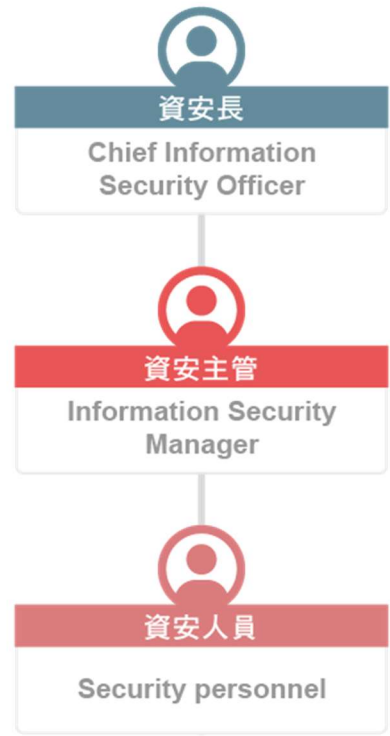 資安長
Chief Information
Security Officer
資安主管
Information Security
Manager
資安人員
Security personnel